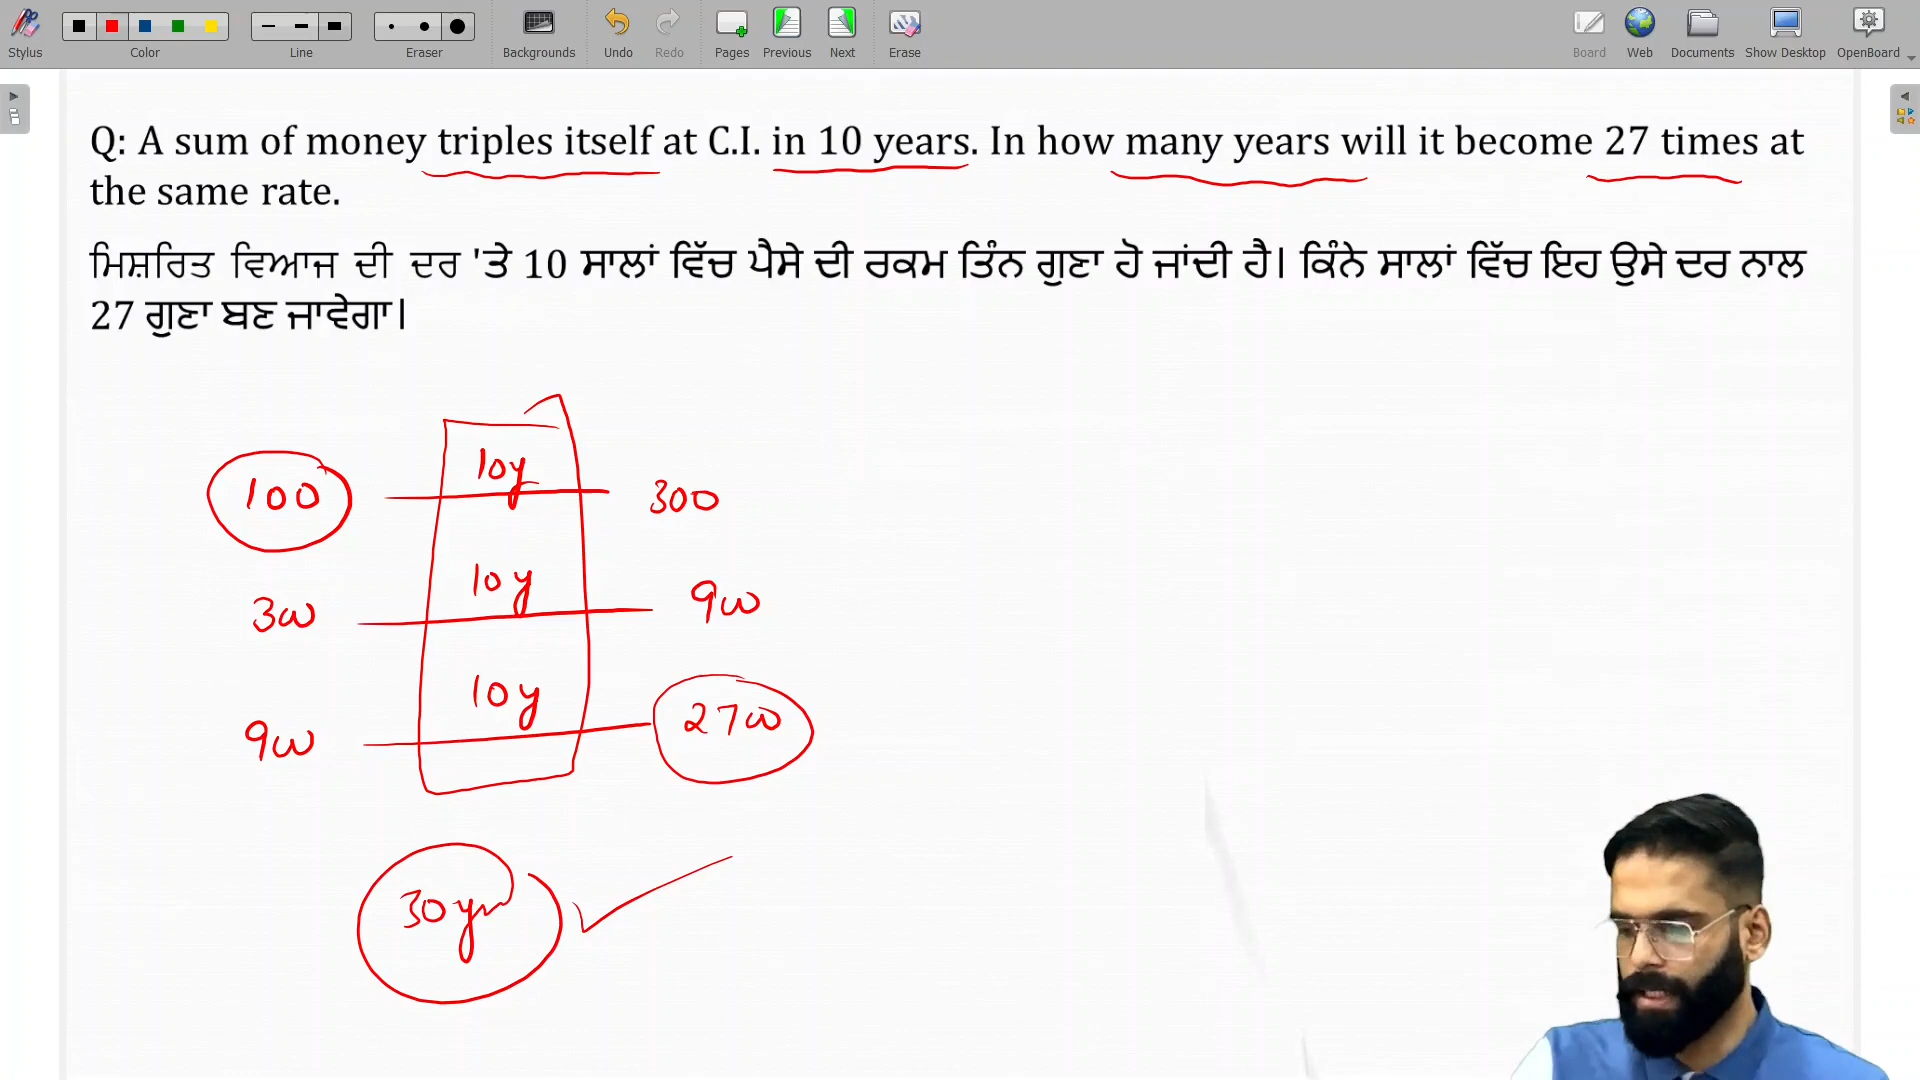 Stylus Color Line Eraser Backgrounds Undo Redo Pages Previous Next Erase Board Web Documents Show Desktop OpenBoard
Q: A sum of money triples itself at C.I. in 10 years. In how many years will it become 27 times at
the same rate.
ਮਿਸ਼ਰਿਤ ਵਿਆਜ ਦੀ ਦਰ 'ਤੇ 10 ਸਾਲਾਂ ਵਿੱਚ ਪੈਸੇ ਦੀ ਰਕਮ ਤਿੰਨ ਗੁਣਾ ਹੋ ਜਾਂਦੀ ਹੈ। ਕਿੰਨੇ ਸਾਲਾਂ ਵਿੱਚ ਇਹ ਉਸੇ ਦਰ ਨਾਲ
27 ਗੁਣਾ ਬਣ ਜਾਵੇਗਾ।
100 10y 300
300 10y 900
900 10y 2700
30 yrs